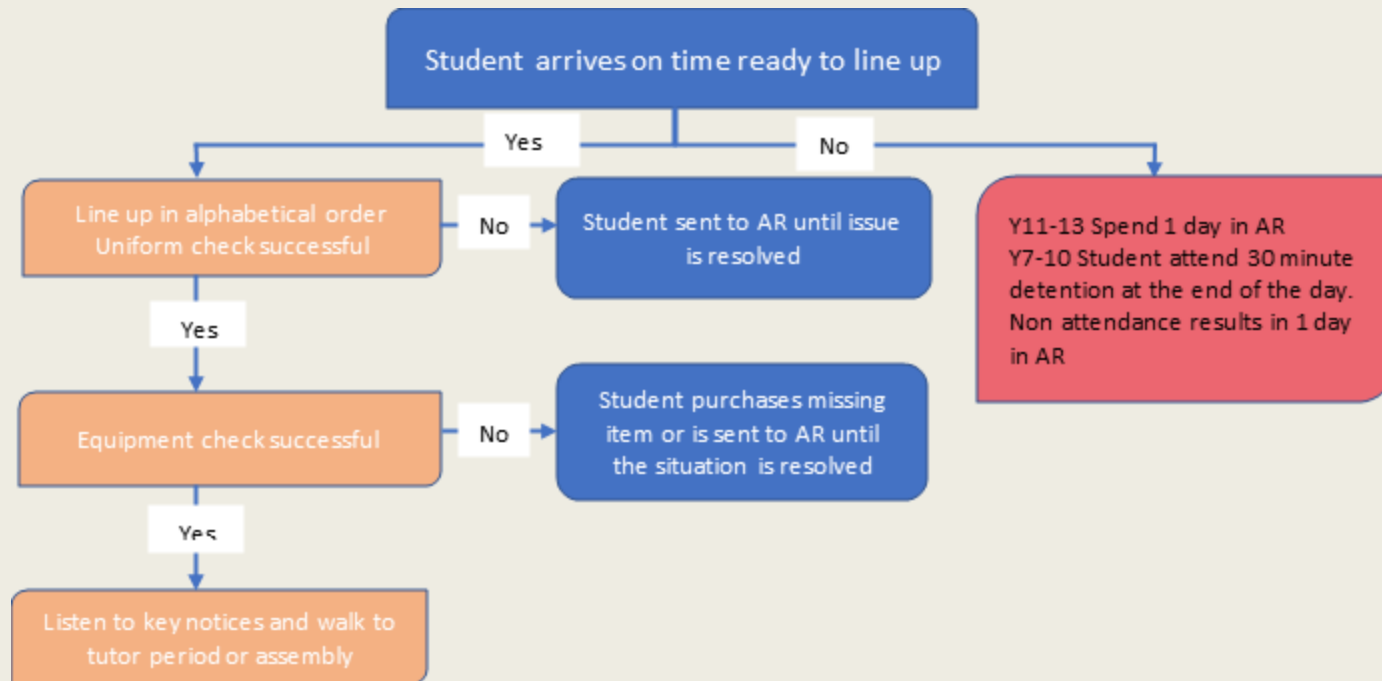 Student arrives on time ready to line up
Yes
No
Line up in alphabetical order
Uniform check successful
No
Student sent to AR until issue
is resolved
Y11-13 Spend 1 day in AR
Y7-10 Student attend 30 minute
detention at the end of the day.
Non attendance results in 1 day
in AR
Yes
Equipment check successful
No
Student purchases missing
item or is sent to AR until
the situation is resolved
Yes
Listen to key notices and walk to
tutor period or assembly